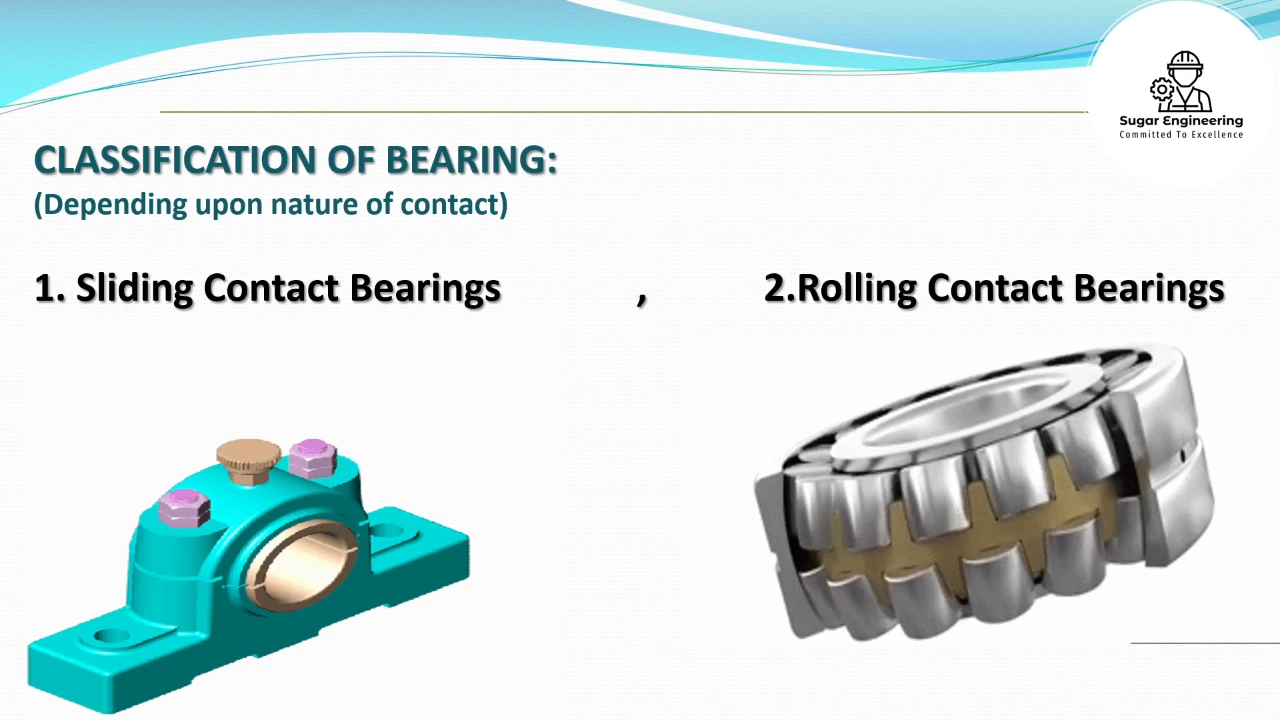 Sugar Engineering
Committed To Excellence
CLASSIFICATION OF BEARING:
(Depending upon nature of contact)
1. Sliding Contact Bearings , 2.Rolling Contact Bearings